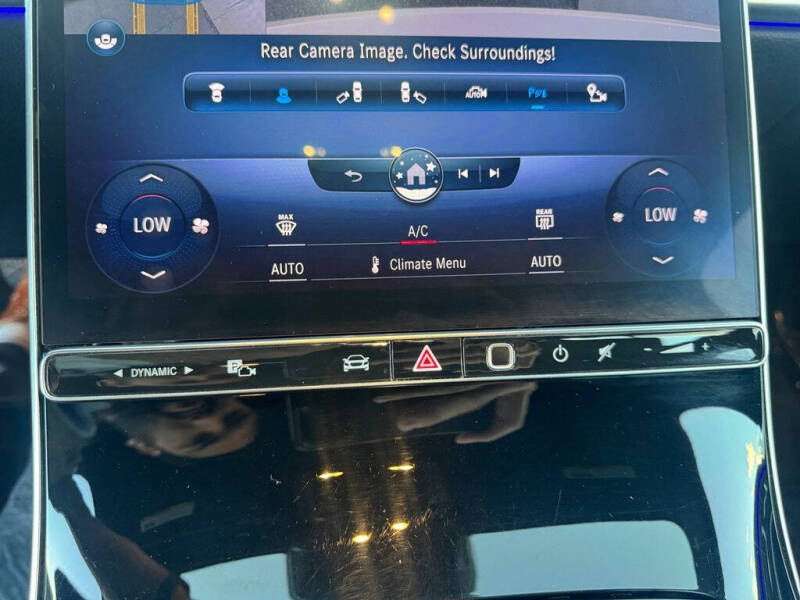 Rear Camera Image. Check Surroundings!
AUTO
P
LOW
MAX
A/C
REAR
LOW
AUTO
Climate Menu
AUTO
◄ DYNAMIC ►
P
+